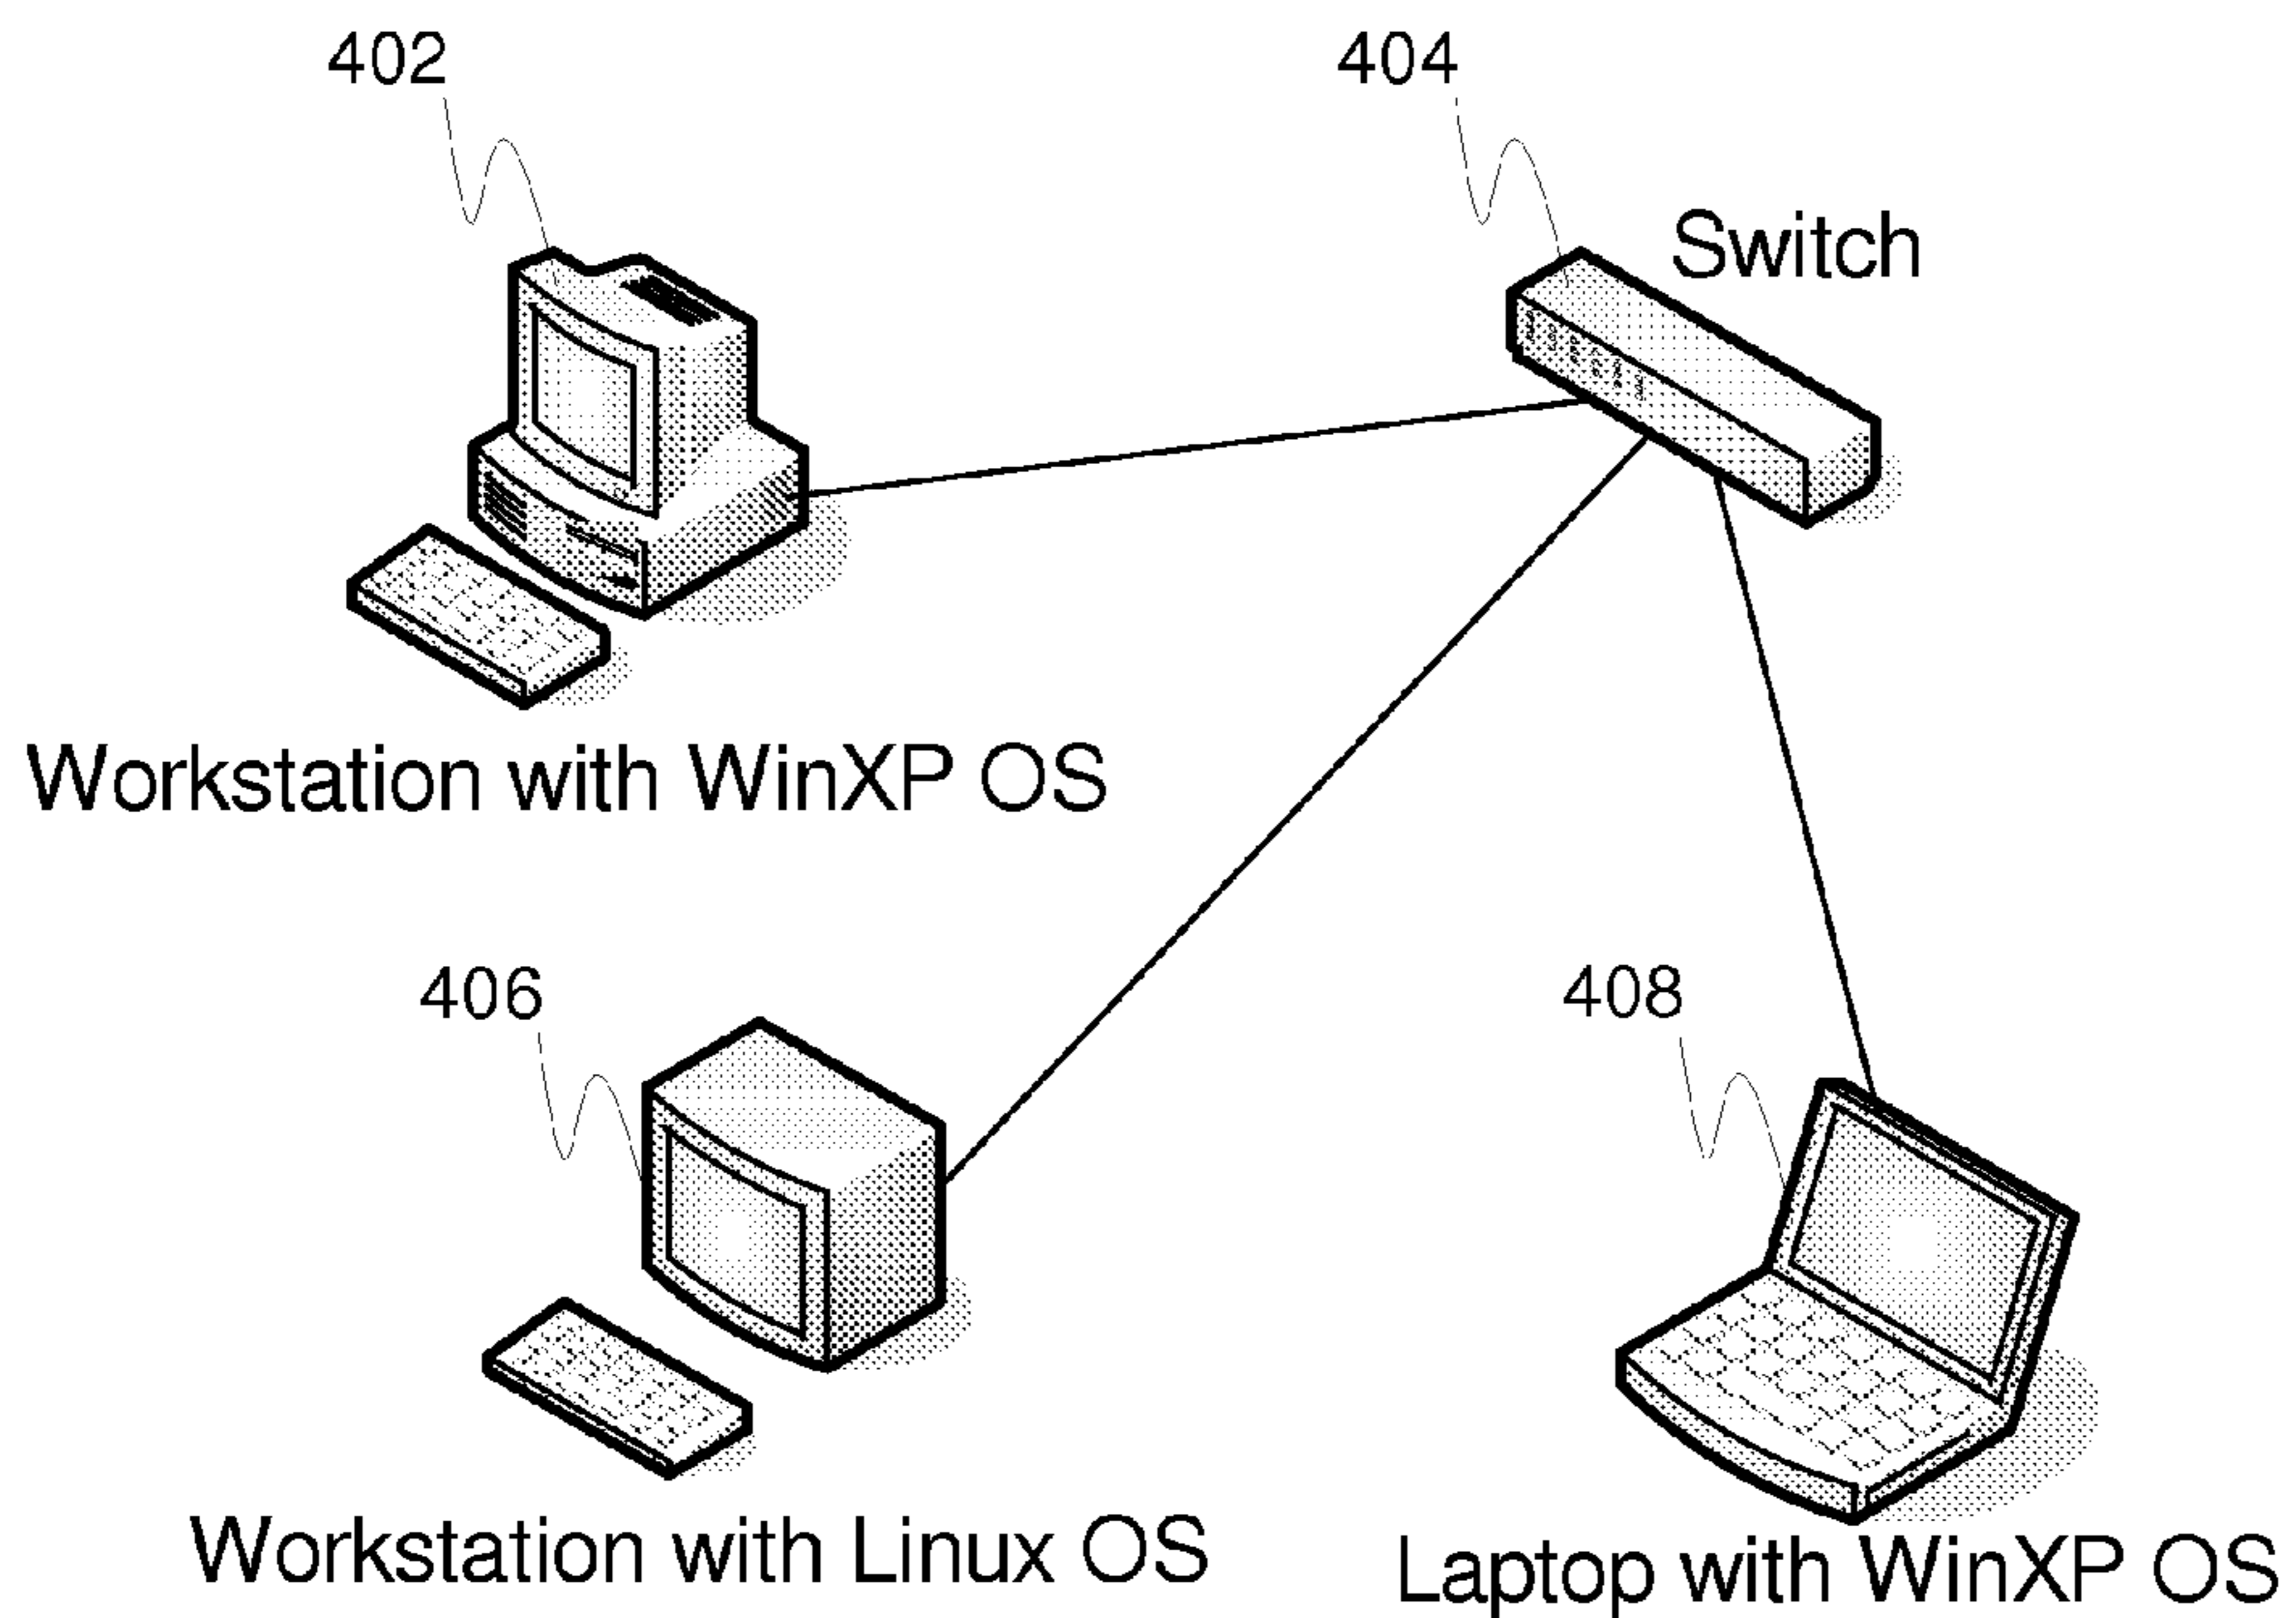 402
404
Switch
Workstation with WinXP OS
406
408
Workstation with Linux OS
Laptop with WinXP OS